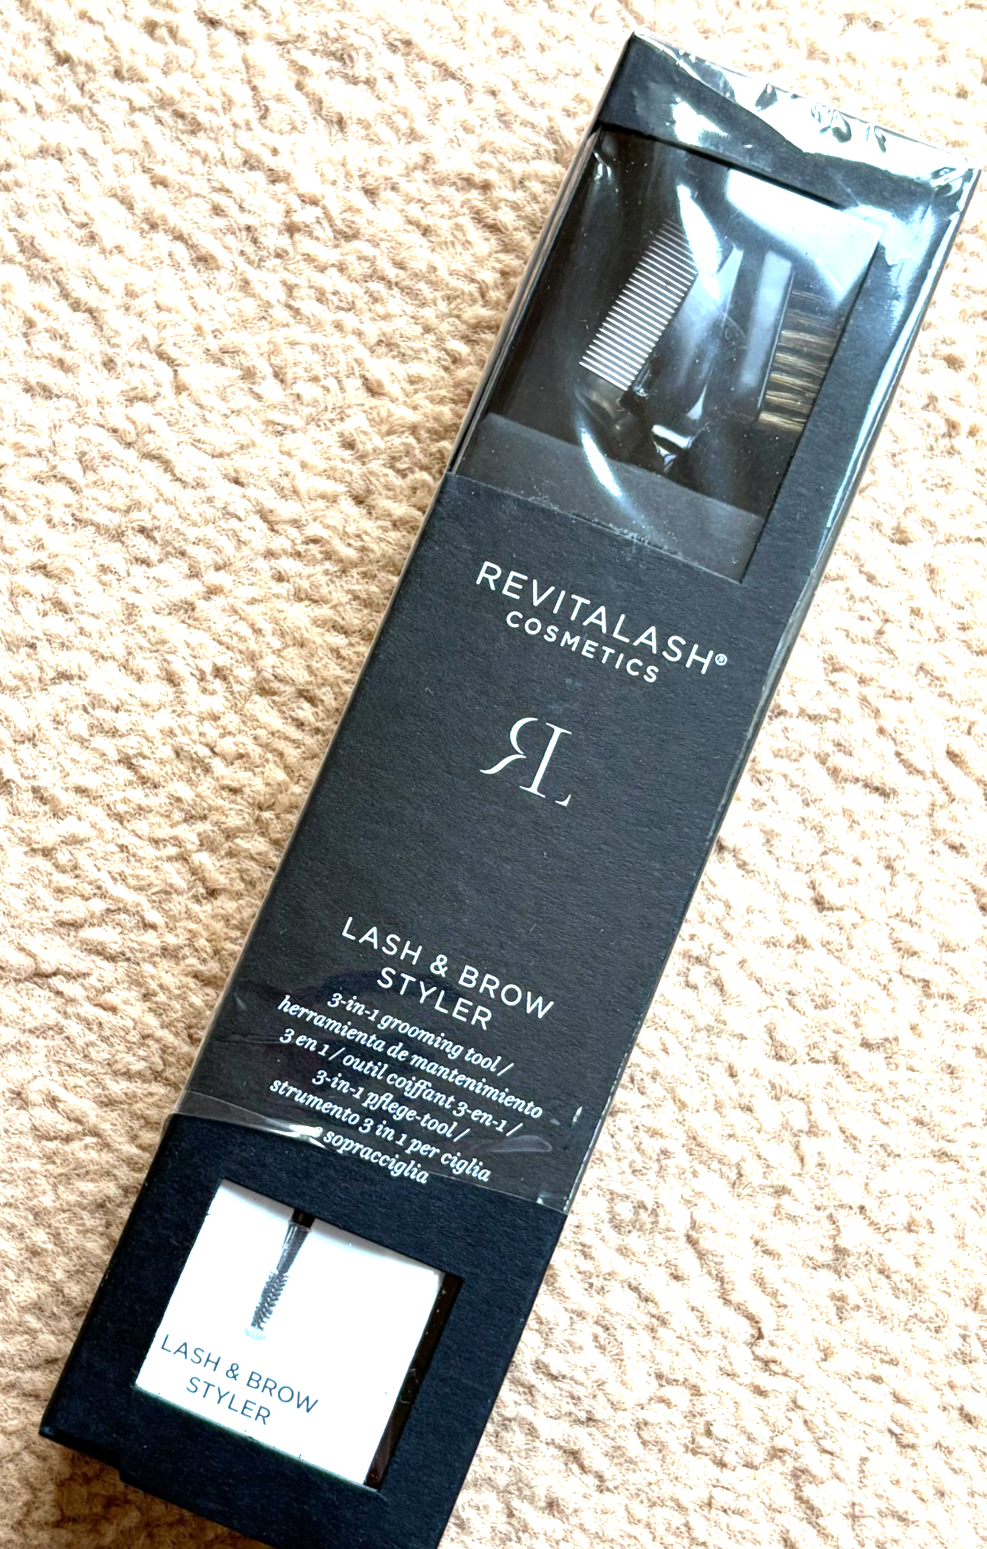 REVITALASH®
COSMETICS
RL
LASH & BROW
STYLER
3-in-1 grooming tool /
herramienta de mantenimiento
3 en 1 / outil coiffant 3-en-1 /
3-in-1 pflege-tool /
strumento 3 in 1 per ciglia
sopracciglia
LASH & BROW
STYLER